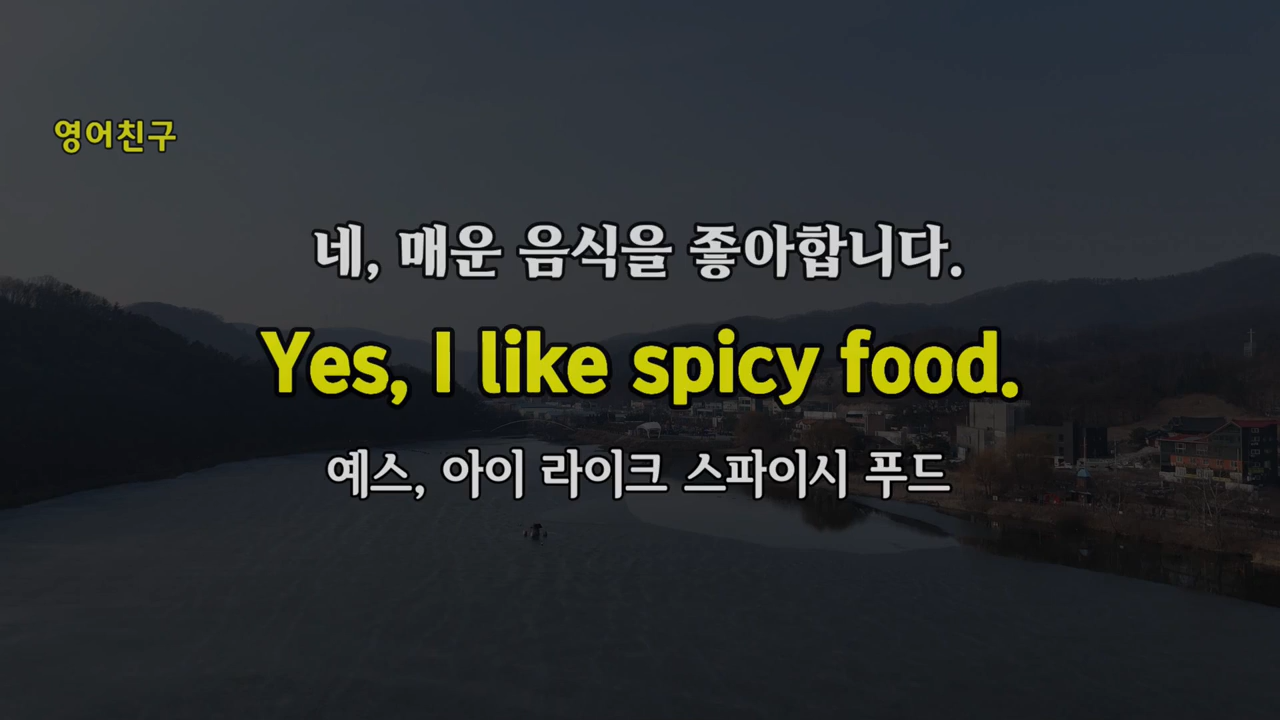 영어친구
네, 매운 음식을 좋아합니다.
Yes, I like spicy food.
예스, 아이 라이크 스파이시 푸드